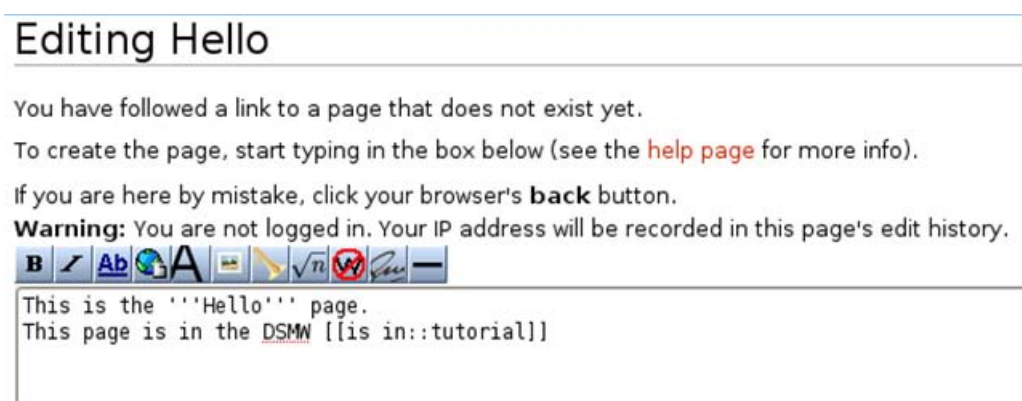 Editing Hello
You have followed a link to a page that does not exist yet.
To create the page, start typing in the box below (see the help page for more info).
If you are here by mistake, click your browser's back button.
Warning: You are not logged in. Your IP address will be recorded in this page's edit history.
B I Ab A √n W
This is the '''Hello''' page.
This page is in the DSMW [[is in::tutorial]]